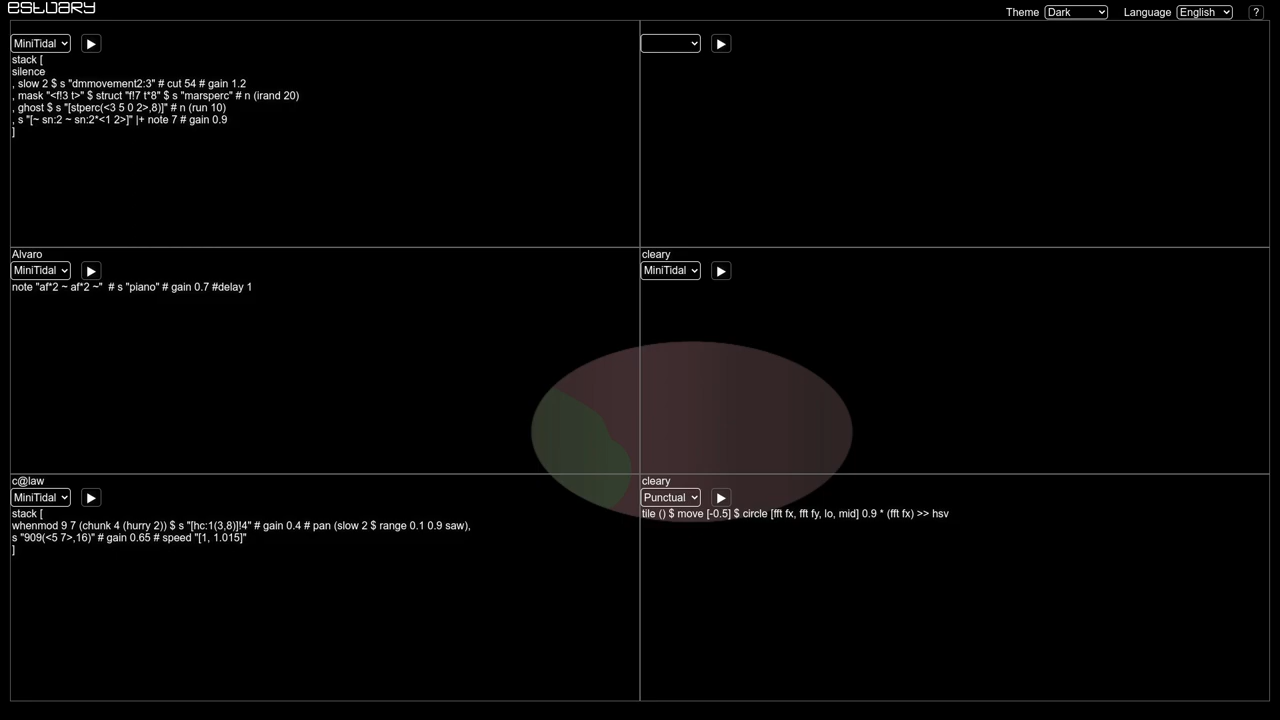 estuary
Theme Dark Language English ?
MiniTidal ▶
stack [
silence
, slow 2 $ s "dmmovement2:3" # cut 54 # gain 1.2
, mask "<f!3 t>" $ struct "f!7 t*8" $ s "marsperc" # n (irand 20)
, ghost $ s "[stperc(<3 5 0 2>,8)]" # n (run 10)
, s "[~ sn:2 ~ sn:2*<1 2>]" |+ note 7 # gain 0.9
]
▶
Alvaro
MiniTidal ▶
note "af*2 ~ af*2 ~"  # s "piano" # gain 0.7 #delay 1
cleary
MiniTidal ▶
c@law
MiniTidal ▶
stack [
whenmod 9 7 (chunk 4 (hurry 2)) $ s "[hc:1(3,8)]!4" # gain 0.4 # pan (slow 2 $ range 0.1 0.9 saw),
s "909(<5 7>,16)" # gain 0.65 # speed "[1, 1.015]"
]
cleary
Punctual ▶
tile () $ move [-0.5] $ circle [fft fx, fft fy, lo, mid] 0.9 * (fft fx) >> hsv